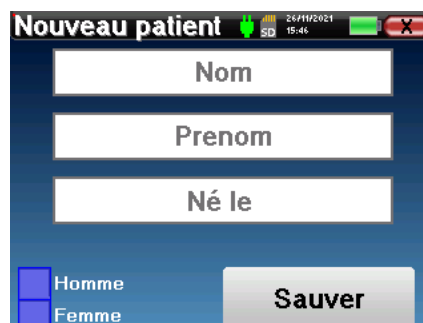 Nouveau patient SD 26/11/2021 X
15:46
Nom
Prenom
Né le
Homme
Sauver
Femme